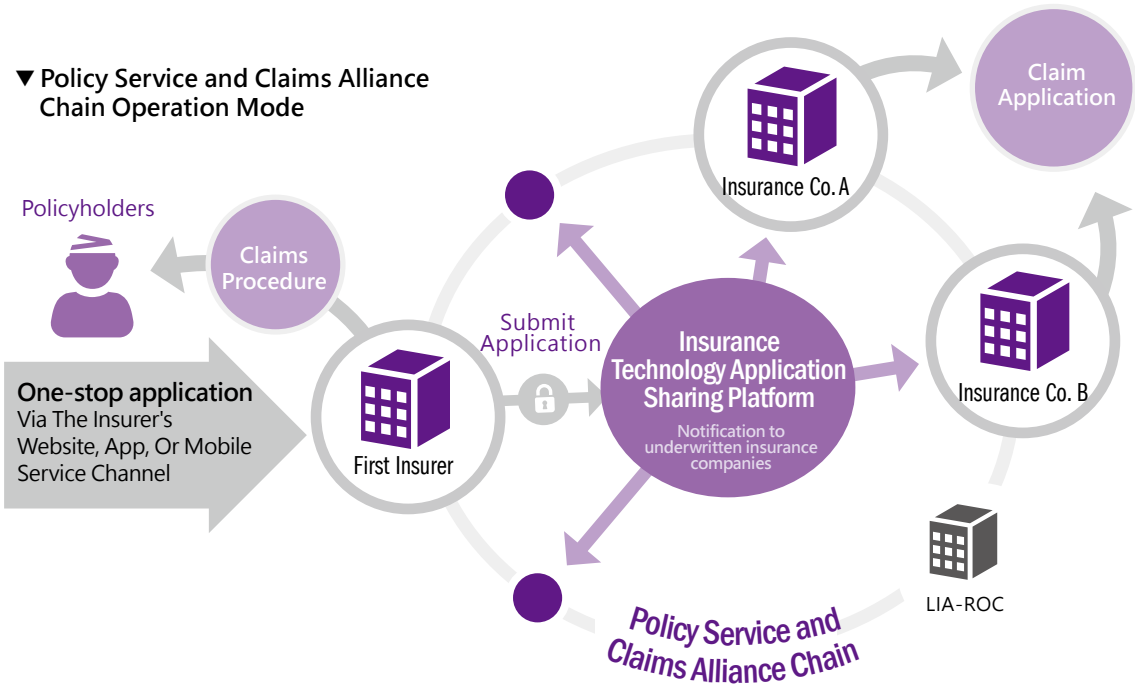 ▼ Policy Service and Claims Alliance
Chain Operation Mode
Policyholders
Claims
Procedure
One-stop application
Via The Insurer's
Website, App, Or Mobile
Service Channel
First Insurer
Submit
Application
Insurance
Technology Application
Sharing Platform
Notification to
underwritten insurance
companies
Insurance Co. A
Claim
Application
Insurance Co. B
LIA-ROC
Policy Service and
Claims Alliance Chain